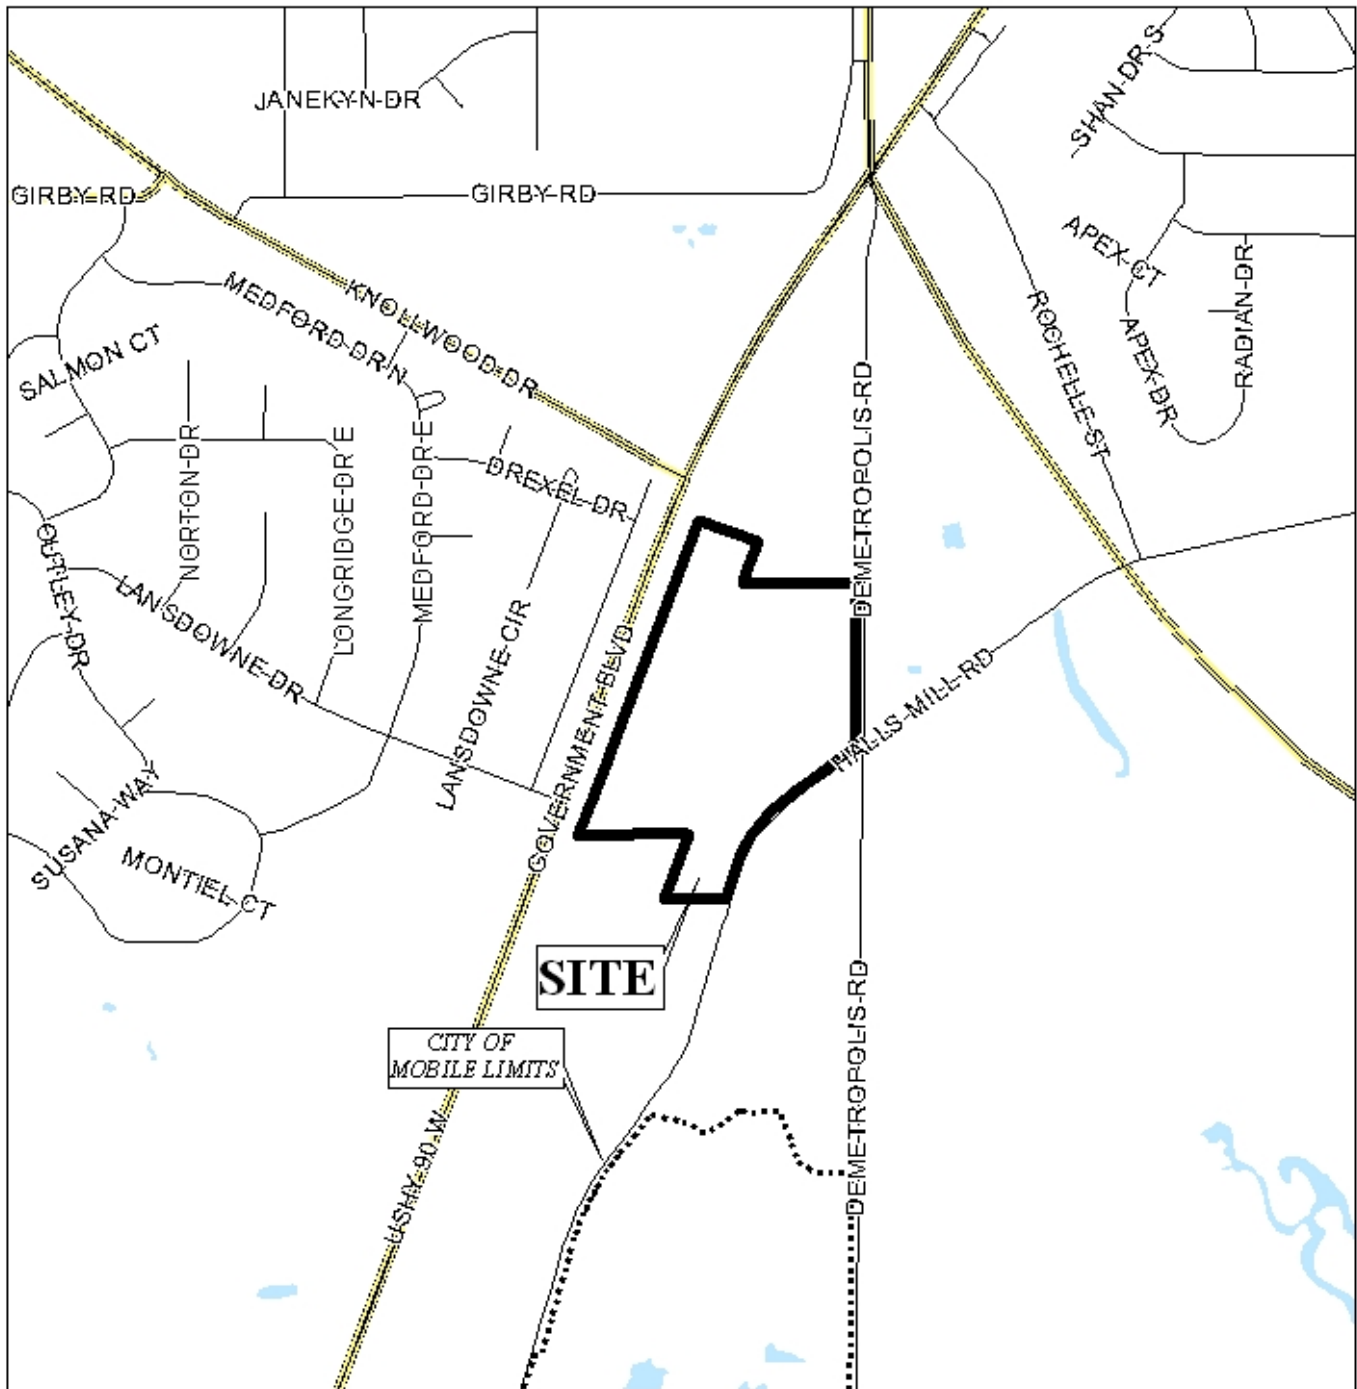 SHAN-DR-S
JANEKYN-DR
GIRBY-RD
GIRBY-RD
APEX-CT
MEDFORD-DR-N
KNOLLWOOD-DR
ROCHELLE-ST
APEX-DR
RADIAN-DR
SALMON CT
DEMETROPOLIS-RD
NORTON-DR
LONGRIDGE-DR E
MEDFORD-DR-E
DREXEL-DR
OUTLEY-DR
LANSDOWNE-DR
LANSDOWNE-CIR
GOVERNMENT-BLVD
HALLS-MILL-RD
SUSANA-WAY
MONTIEL-CT
SITE
CITY OF
MOBILE LIMITS
DEMETROPOLIS-RD
USHY-90-W